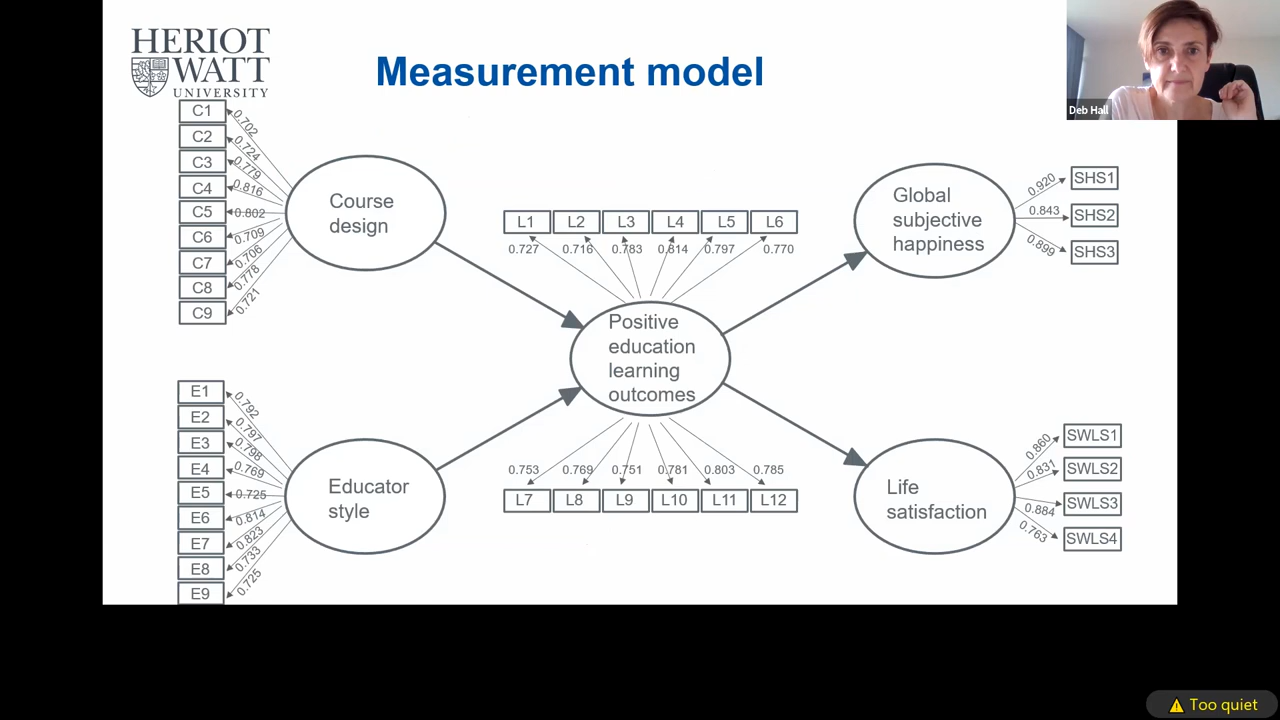 HERIOT
WATT
UNIVERSITY
Measurement model
Deb Hall
C1
C2
C3
C4
C5
C6
C7
C8
C9
0.702
0.724
0.779
0.816
0.802
0.709
0.706
0.778
0.721
Course
design
L1 L2 L3 L4 L5 L6
0.727 0.716 0.783 0.814 0.797 0.770
Global
subjective
happiness
0.920
0.843
0.899
SHS1
SHS2
SHS3
Positive
education
learning
outcomes
E1
E2
E3
E4
E5
E6
E7
E8
E9
0.792
0.797
0.798
0.769
0.725
0.814
0.823
0.733
0.725
Educator
style
0.753 0.769 0.751 0.781 0.803 0.785
L7 L8 L9 L10 L11 L12
Life
satisfaction
0.860
0.831
0.884
0.763
SWLS1
SWLS2
SWLS3
SWLS4
Too quiet